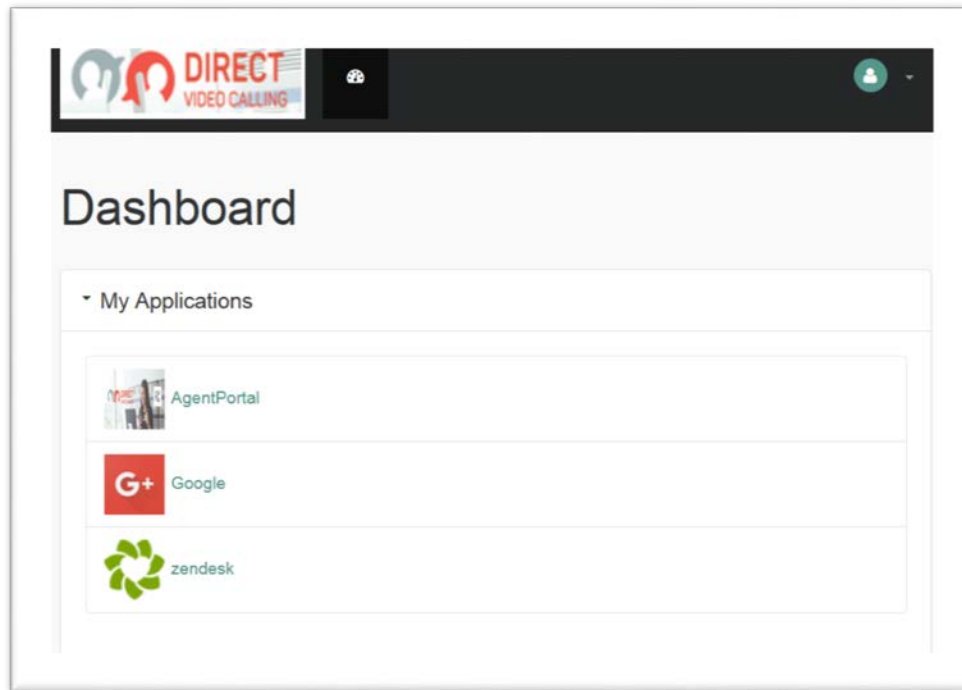 DIRECT
VIDEO CALLING
Dashboard
My Applications
AgentPortal
G+ Google
zendesk